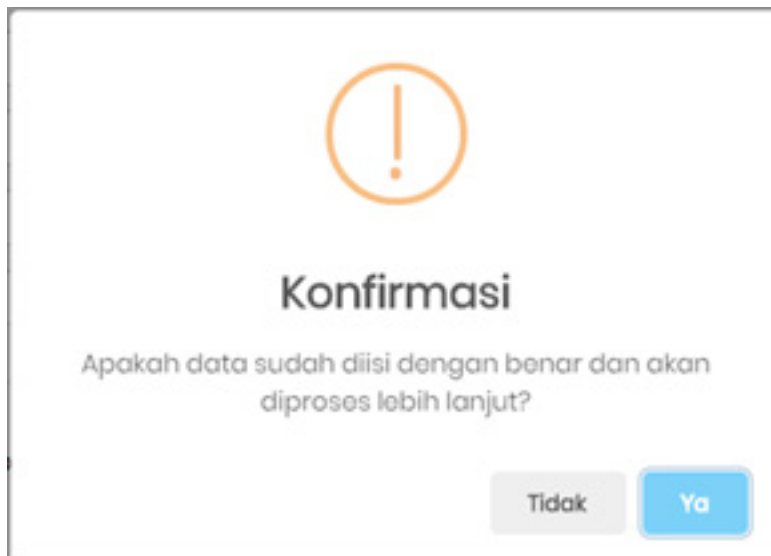 Konfirmasi
Apakah data sudah diisi dengan benar dan akan
diproses lebih lanjut?
Tidak
Ya